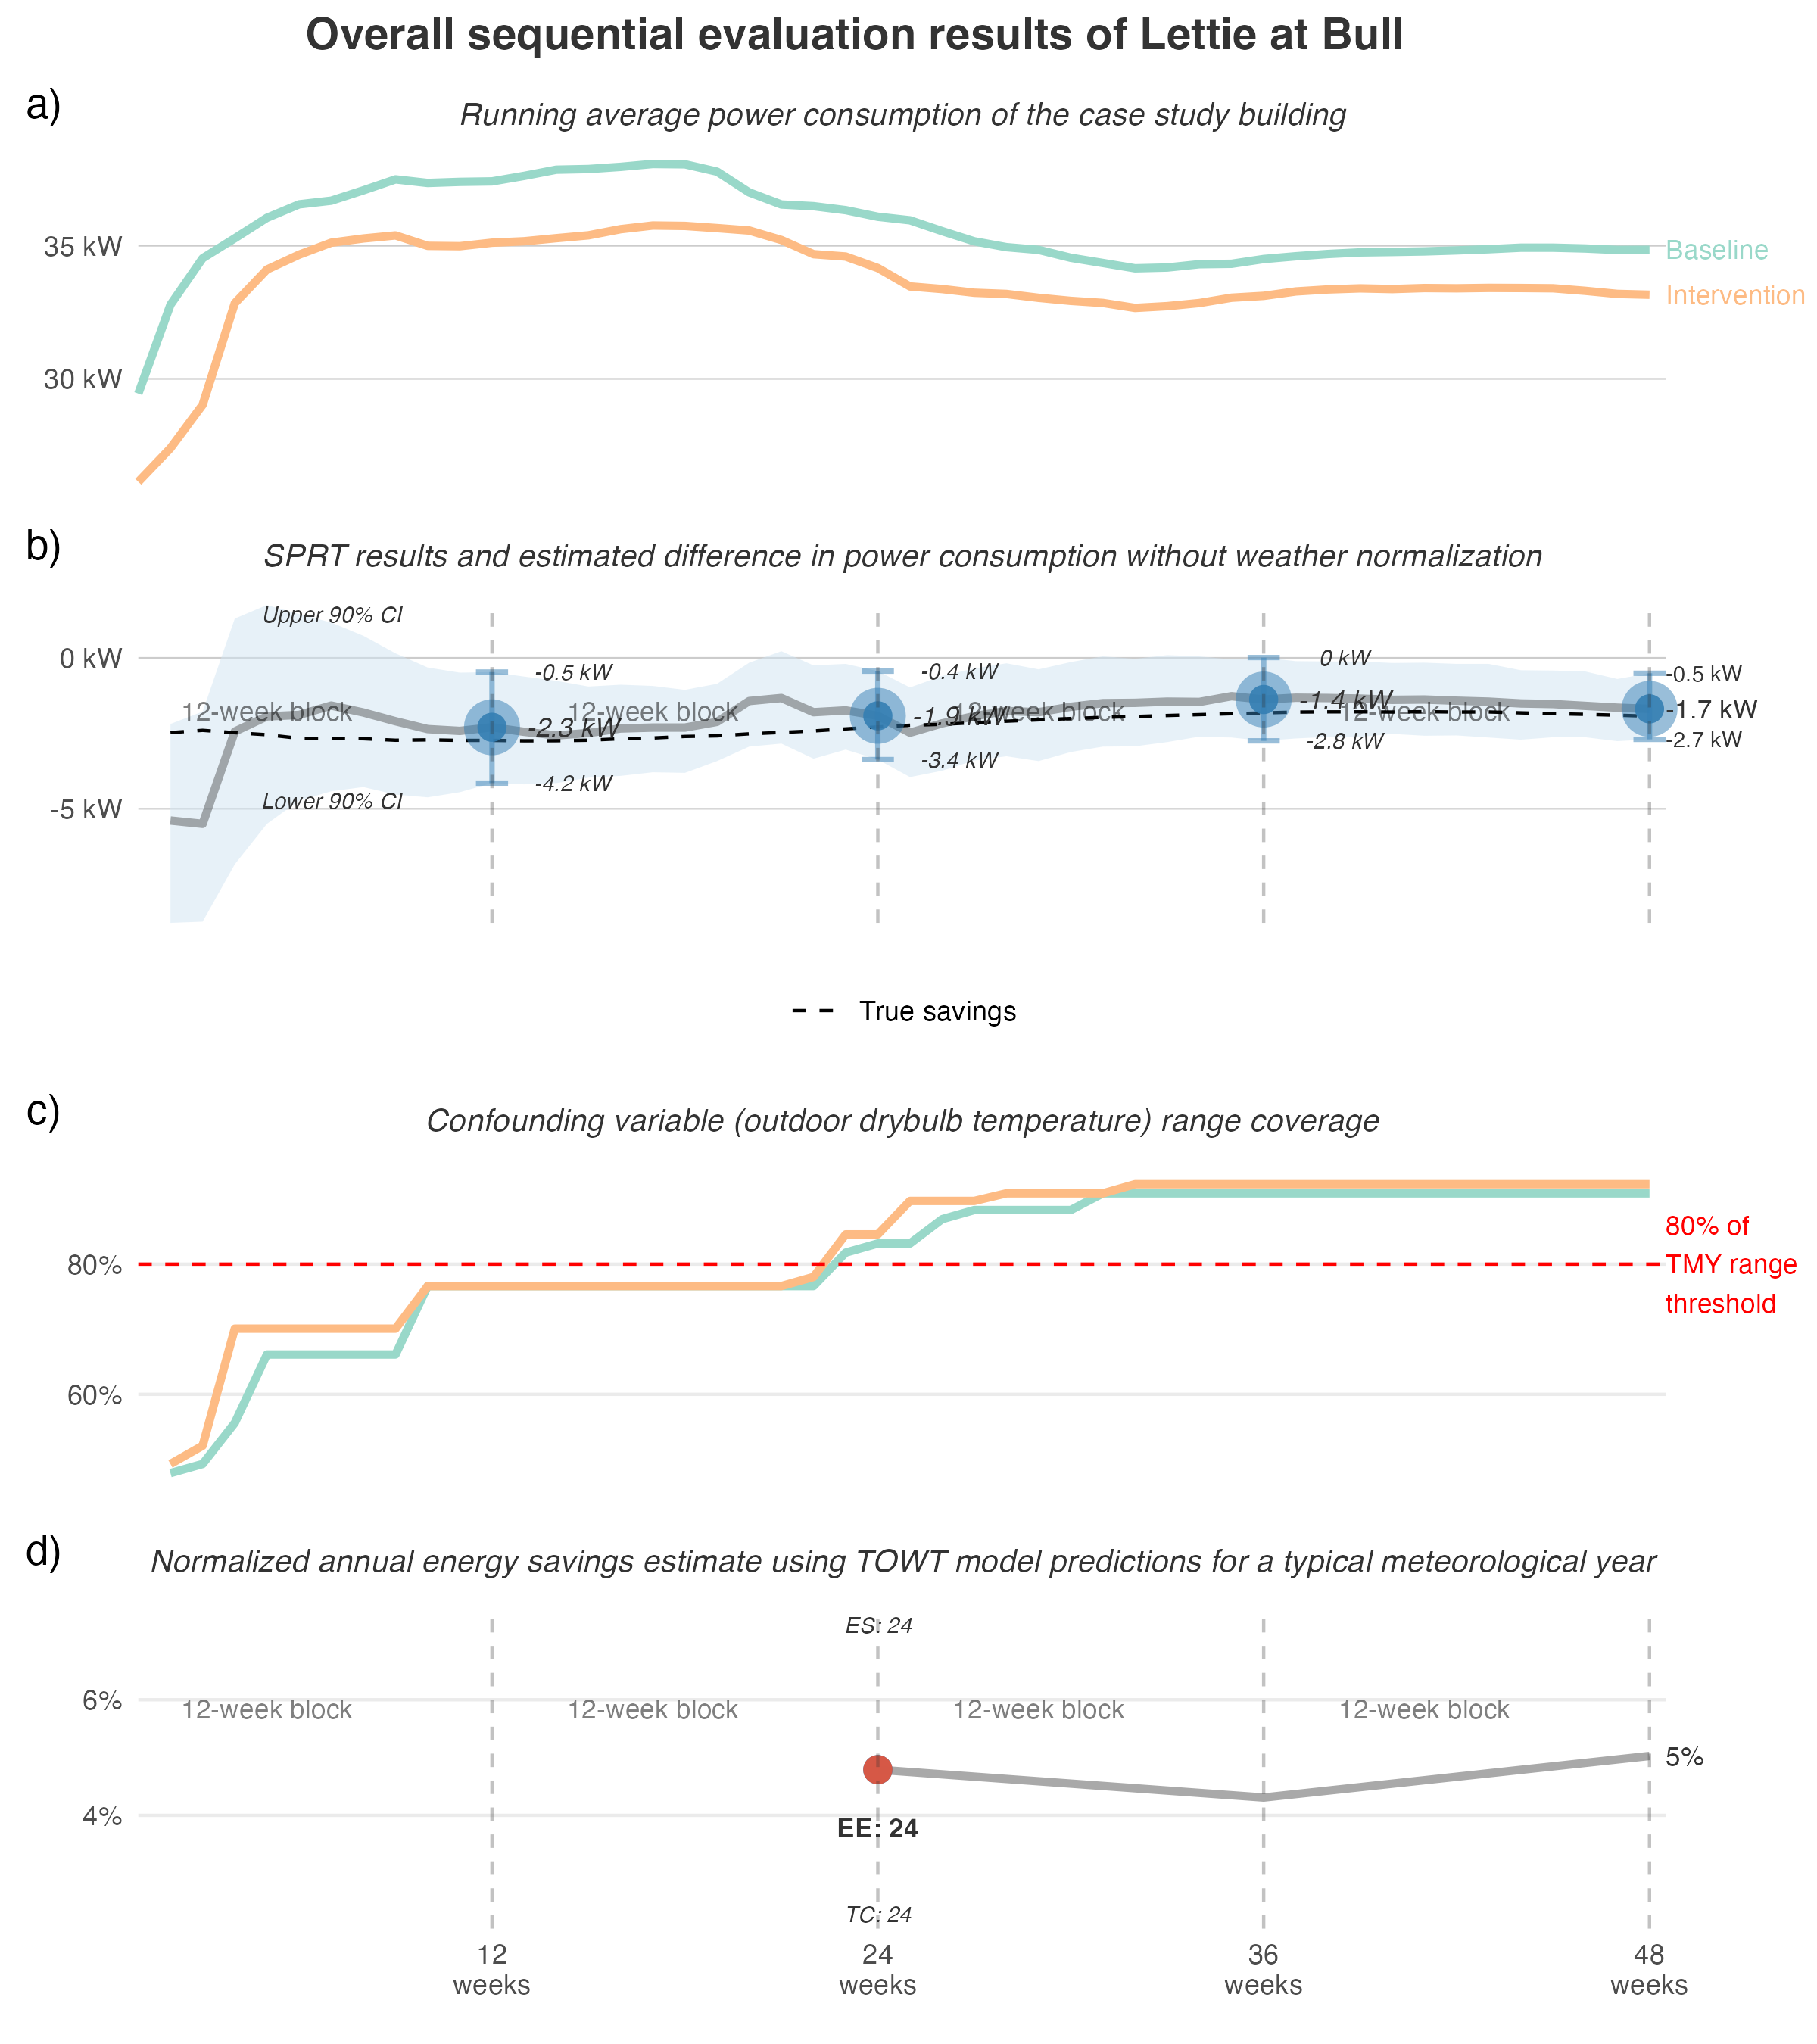 Overall sequential evaluation results of Lettie at Bull
a)
Running average power consumption of the case study building
35 kW
30 kW
Baseline
Intervention
b)
SPRT results and estimated difference in power consumption without weather normalization
Upper 90% CI
Lower 90% CI
0 kW
-5 kW
12-week block
12-week block
12-week block
12-week block
-0.5 kW
-2.3 kW
-4.2 kW
-0.4 kW
-1.9 kW
-3.4 kW
0 kW
-1.4 kW
-2.8 kW
-0.5 kW
-1.7 kW
-2.7 kW
True savings
c)
Confounding variable (outdoor drybulb temperature) range coverage
80%
60%
80% of
TMY range
threshold
d)
Normalized annual energy savings estimate using TOWT model predictions for a typical meteorological year
ES: 24
6%
12-week block
12-week block
12-week block
12-week block
5%
4%
EE: 24
TC: 24
12
weeks
24
weeks
36
weeks
48
weeks